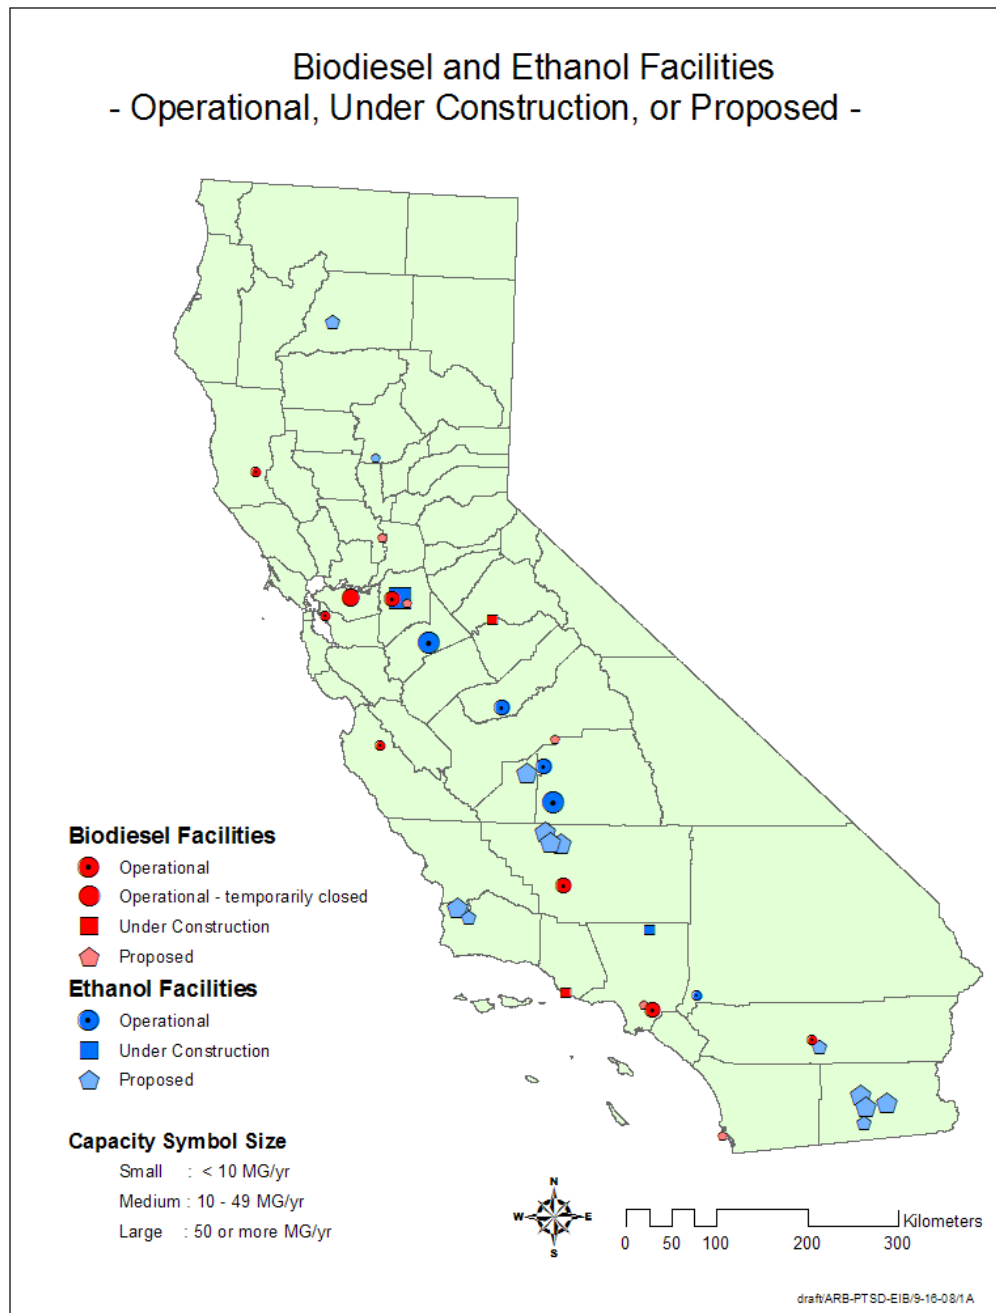 Biodiesel and Ethanol Facilities
- Operational, Under Construction, or Proposed -
Biodiesel Facilities
Operational
Operational - temporarily closed
Under Construction
Proposed
Ethanol Facilities
Operational
Under Construction
Proposed
Capacity Symbol Size
Small : < 10 MG/yr
Medium : 10 - 49 MG/yr
Large : 50 or more MG/yr
N
W E
S
Kilometers
0 50 100 200 300
draft/ARB-PTSD-EIB/9-16-08/1A